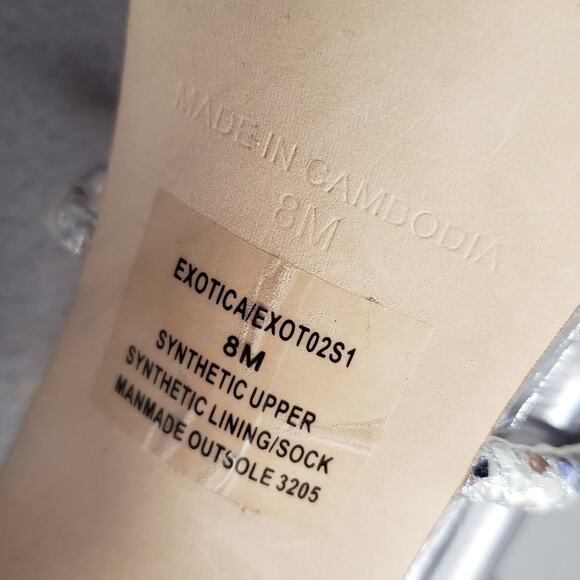 MADE IN CAMBODIA
8M
EXOTICA/EXOT02S1
8M
SYNTHETIC UPPER
SYNTHETIC LINING/SOCK
MANMADE OUTSOLE 3205